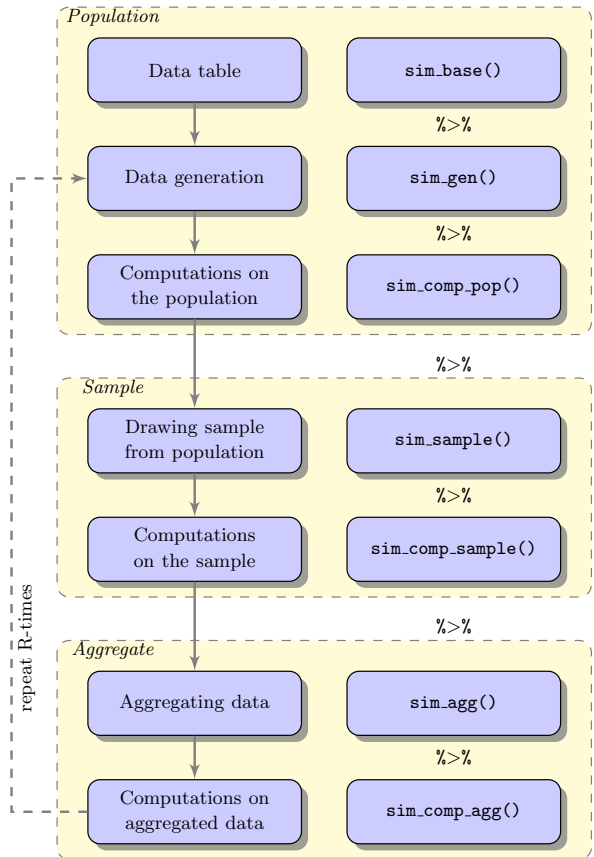 Population
Data table
sim_base()
%>%
Data generation
sim_gen()
%>%
Computations on
the population
sim_comp_pop()
%>%
Sample
Drawing sample
from population
sim_sample()
%>%
Computations
on the sample
sim_comp_sample()
%>%
Aggregate
Aggregating data
sim_agg()
%>%
Computations on
aggregated data
sim_comp_agg()
repeat R-times